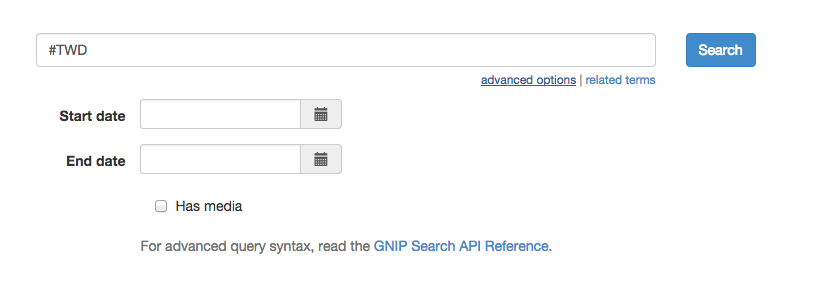 #TWD
Search
advanced options | related terms
Start date
End date
Has media
For advanced query syntax, read the GNIP Search API Reference.